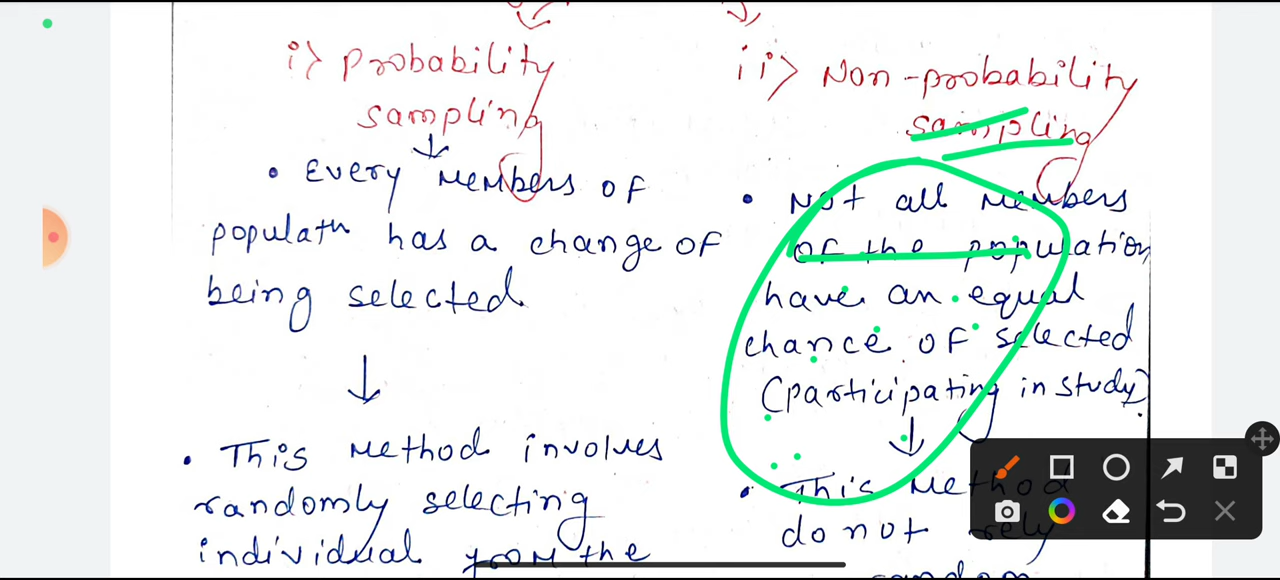 i) Probability
sampling
• Every members of
populatn has a change of
being selected
• This method involves
randomly selecting
individual from the
ii) Non-probability
sampling
• Not all members
of the population
have an equal
chance of selected
(participating in study)
• This method
do not rely
random